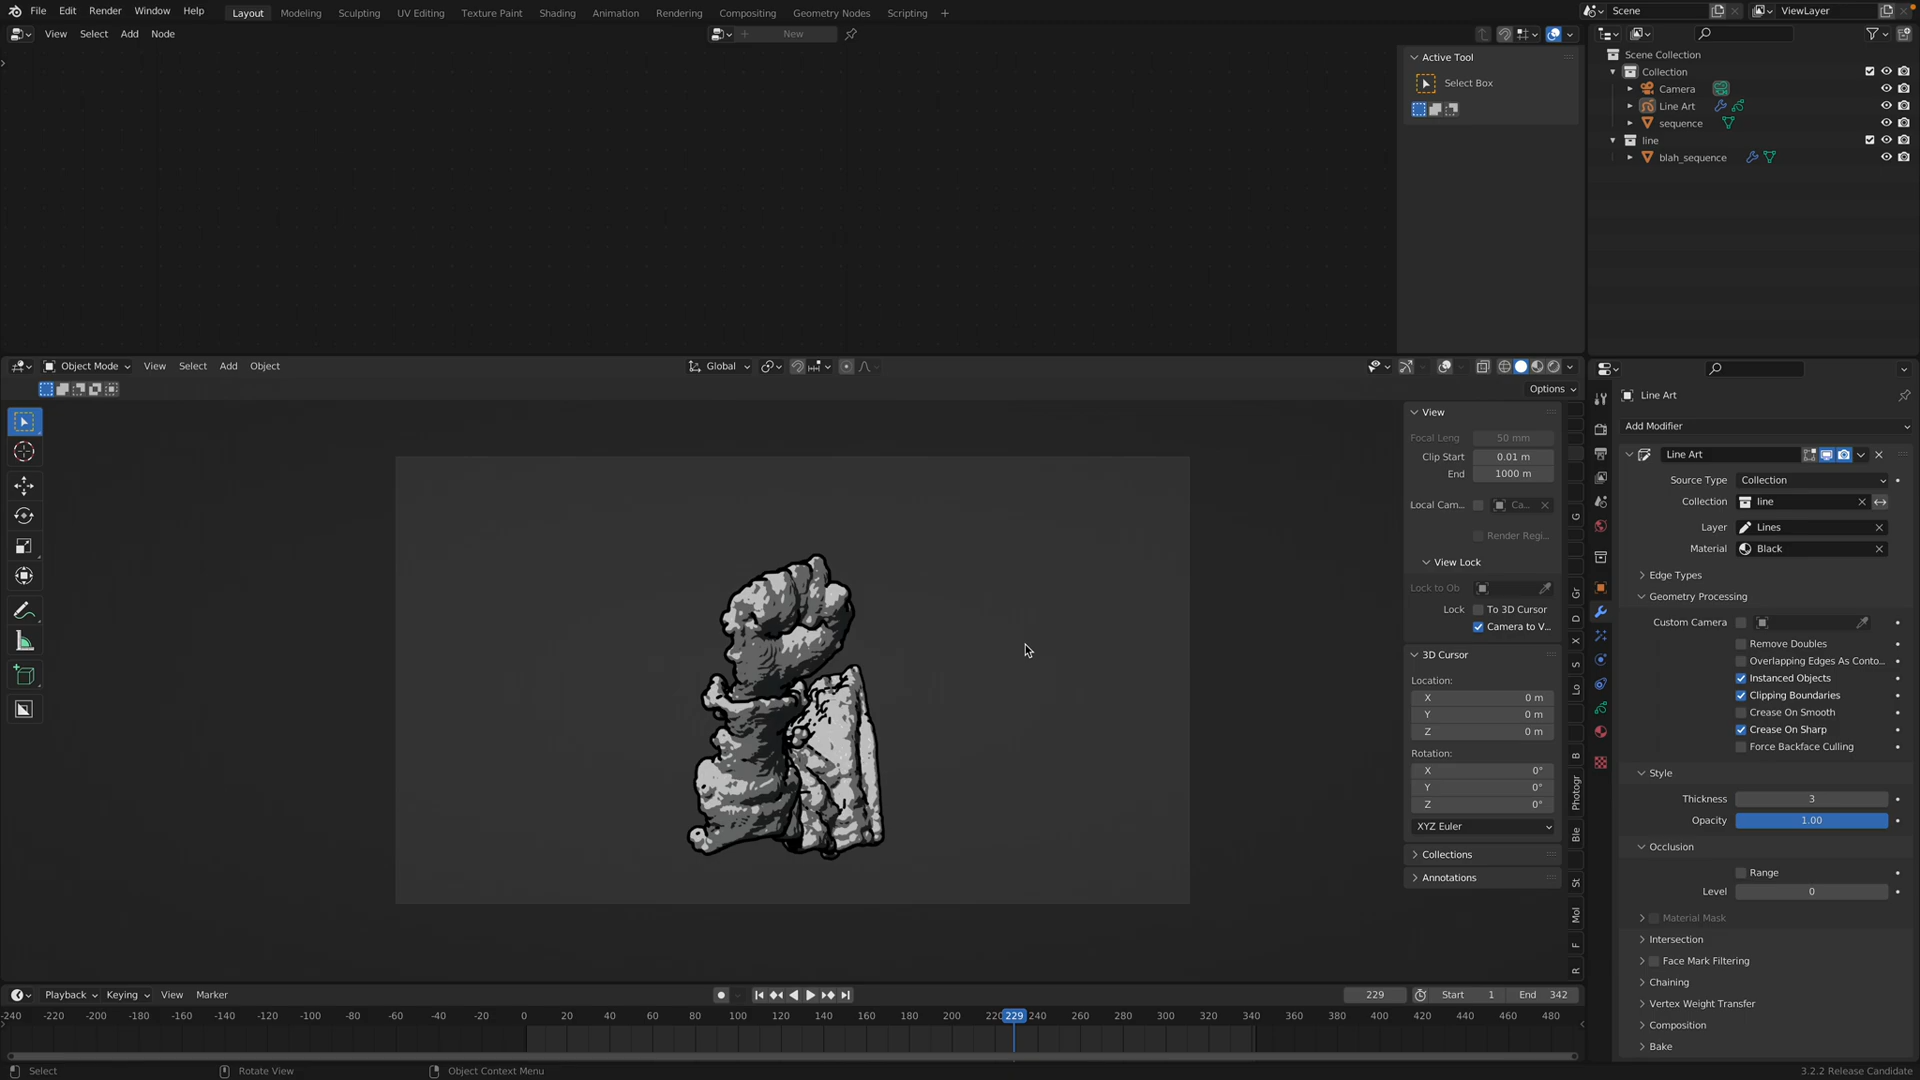 File Edit Render Window Help Layout Modeling Sculpting UV Editing Texture Paint Shading Animation Rendering Compositing Geometry Nodes Scripting + Scene ViewLayer
View Select Add Node New
Active Tool
Select Box
Scene Collection
Collection
Camera
Line Art
sequence
line
blah_sequence
Object Mode View Select Add Object Global
Options
View
Focal Leng 50 mm
Clip Start 0.01 m
End 1000 m
Local Cam... Ca...
Render Regi...
View Lock
Lock to Ob
Lock To 3D Cursor
Camera to V...
3D Cursor
Location:
X 0 m
Y 0 m
Z 0 m
Rotation:
X 0°
Y 0°
Z 0°
XYZ Euler
Collections
Annotations
G
Gr
D
X
S
Lo
B
Photogr
Ble
St
Mol
F
R
Line Art
Add Modifier
Line Art
Source Type Collection
Collection line
Layer Lines
Material Black
Edge Types
Geometry Processing
Custom Camera
Remove Doubles
Overlapping Edges As Conto...
Instanced Objects
Clipping Boundaries
Crease On Smooth
Crease On Sharp
Force Backface Culling
Style
Thickness 3
Opacity 1.00
Occlusion
Range
Level 0
Material Mask
Intersection
Face Mark Filtering
Chaining
Vertex Weight Transfer
Composition
Bake
Playback Keying View Marker 229 Start 1 End 342
-240 -220 -200 -180 -160 -140 -120 -100 -80 -60 -40 -20 0 20 40 60 80 100 120 140 160 180 200 220 229 240 260 280 300 320 340 360 380 400 420 440 460 480
Select Rotate View Object Context Menu 3.2.2 Release Candidate